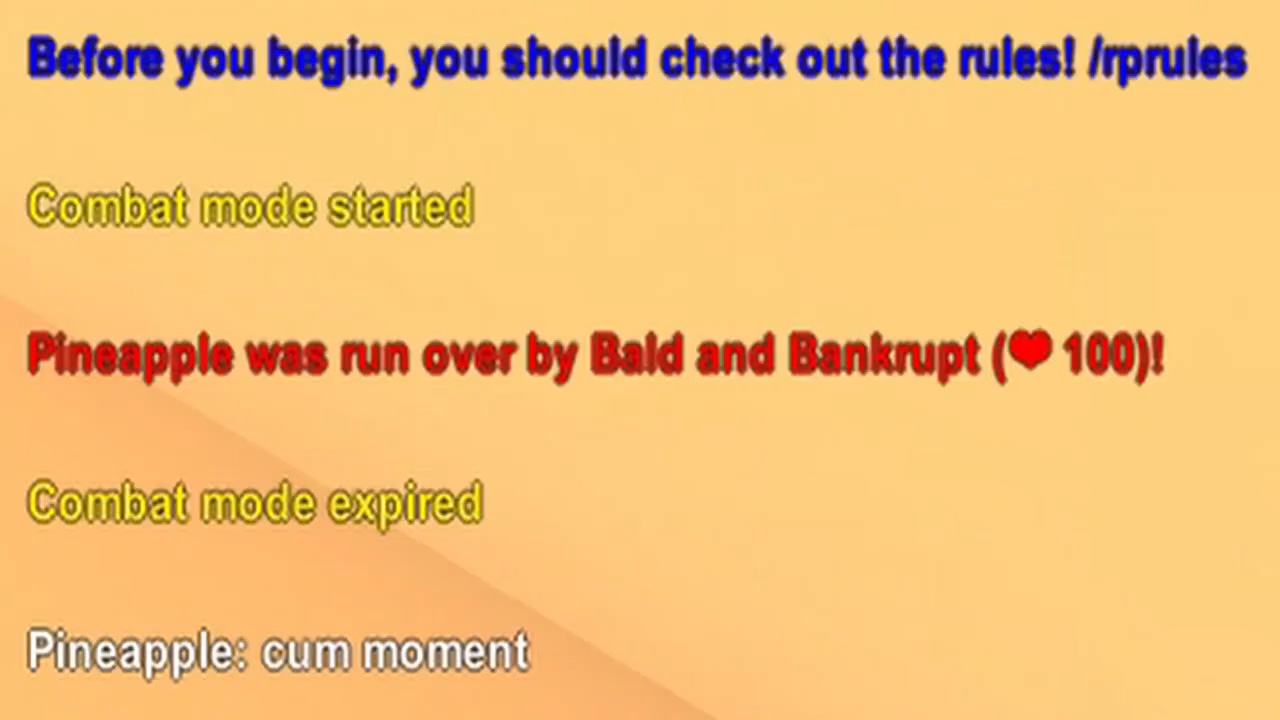 Before you begin, you should check out the rules! /rprules
Combat mode started
Pineapple was run over by Bald and Bankrupt (❤ 100)!
Combat mode expired
Pineapple: cum moment